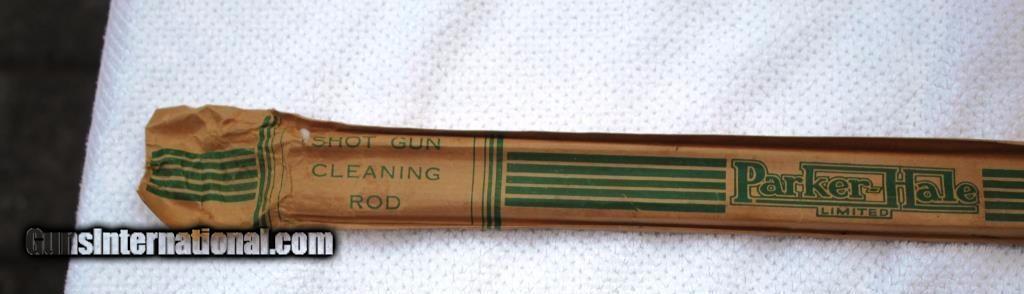 SHOT GUN
CLEANING
ROD
Parker-Hale
LIMITED
GunsInternational.com